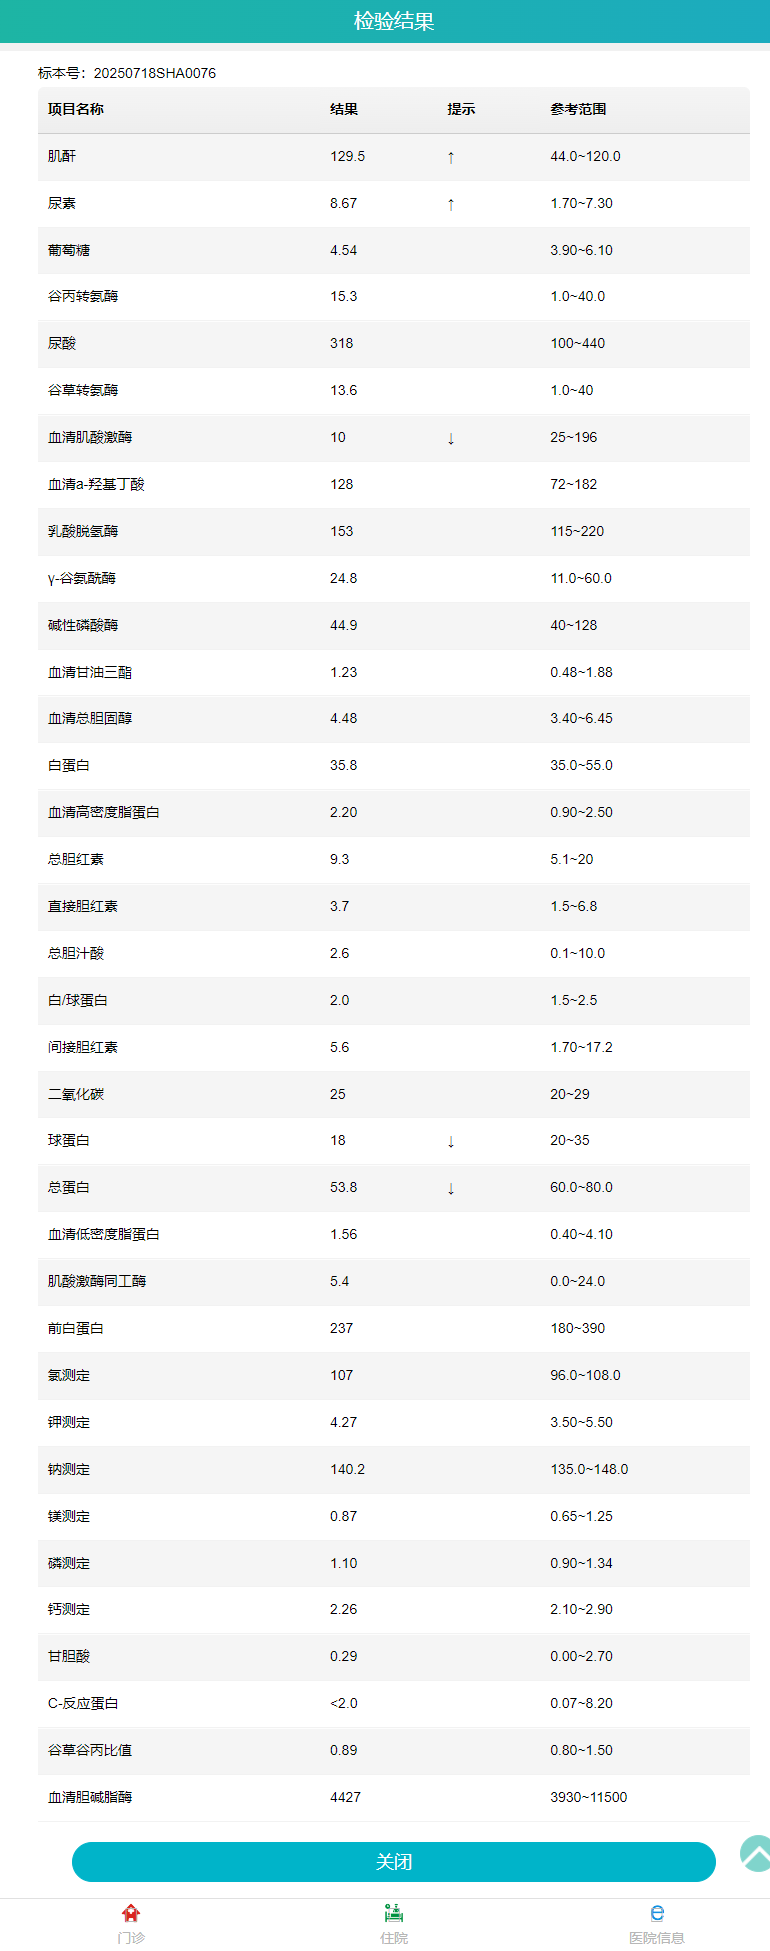 检验结果
标本号：20250718SHA0076
项目名称 结果 提示 参考范围
肌酐 129.5 ↑ 44.0~120.0
尿素 8.67 ↑ 1.70~7.30
葡萄糖 4.54 3.90~6.10
谷丙转氨酶 15.3 1.0~40.0
尿酸 318 100~440
谷草转氨酶 13.6 1.0~40
血清肌酸激酶 10 ↓ 25~196
血清a-羟基丁酸 128 72~182
乳酸脱氢酶 153 115~220
γ-谷氨酰酶 24.8 11.0~60.0
碱性磷酸酶 44.9 40~128
血清甘油三酯 1.23 0.48~1.88
血清总胆固醇 4.48 3.40~6.45
白蛋白 35.8 35.0~55.0
血清高密度脂蛋白 2.20 0.90~2.50
总胆红素 9.3 5.1~20
直接胆红素 3.7 1.5~6.8
总胆汁酸 2.6 0.1~10.0
白/球蛋白 2.0 1.5~2.5
间接胆红素 5.6 1.70~17.2
二氧化碳 25 20~29
球蛋白 18 ↓ 20~35
总蛋白 53.8 ↓ 60.0~80.0
血清低密度脂蛋白 1.56 0.40~4.10
肌酸激酶同工酶 5.4 0.0~24.0
前白蛋白 237 180~390
氯测定 107 96.0~108.0
钾测定 4.27 3.50~5.50
钠测定 140.2 135.0~148.0
镁测定 0.87 0.65~1.25
磷测定 1.10 0.90~1.34
钙测定 2.26 2.10~2.90
甘胆酸 0.29 0.00~2.70
C-反应蛋白 <2.0 0.07~8.20
谷草谷丙比值 0.89 0.80~1.50
血清胆碱脂酶 4427 3930~11500
关闭
门诊 住院 医院信息